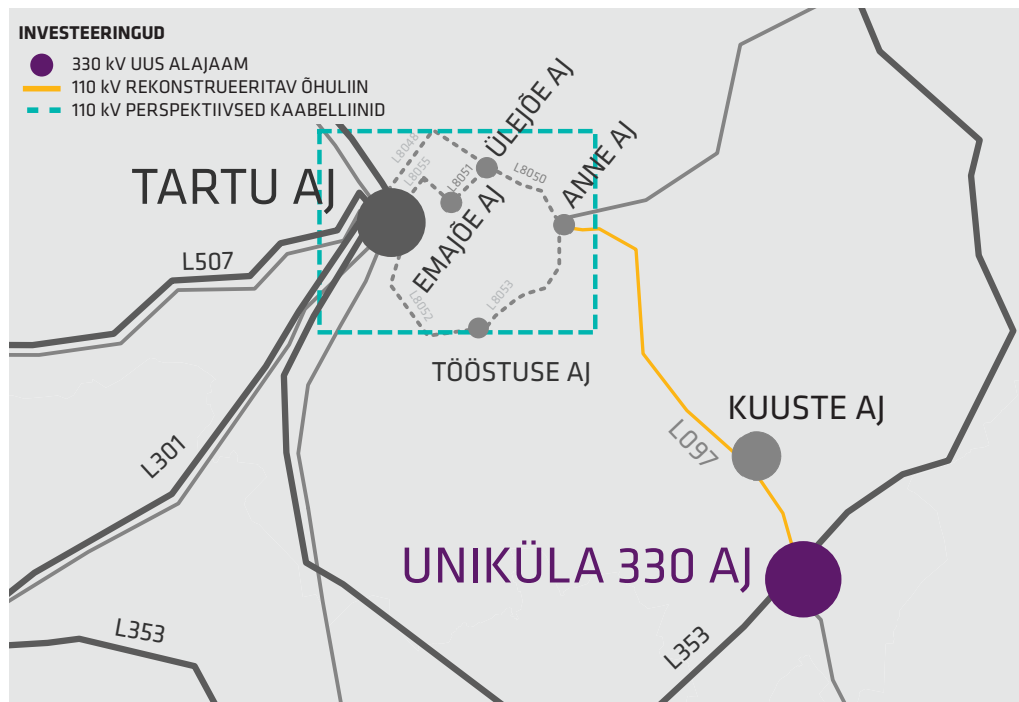 INVESTEERINGUD
330 kV UUS ALAJAAM
110 kV REKONSTRUEERITAV ÕHULIIN
110 kV PERSPEKTIIVSED KAABELLIINID
TARTU AJ
L8048
L8055
L8051
ÜLEJÕE AJ
L8050
ANNE AJ
EMAJÕE AJ
L507
L8052
L8053
TÖÖSTUSE AJ
L301
KUUSTE AJ
L097
UNIKÜLA 330 AJ
L353
L353